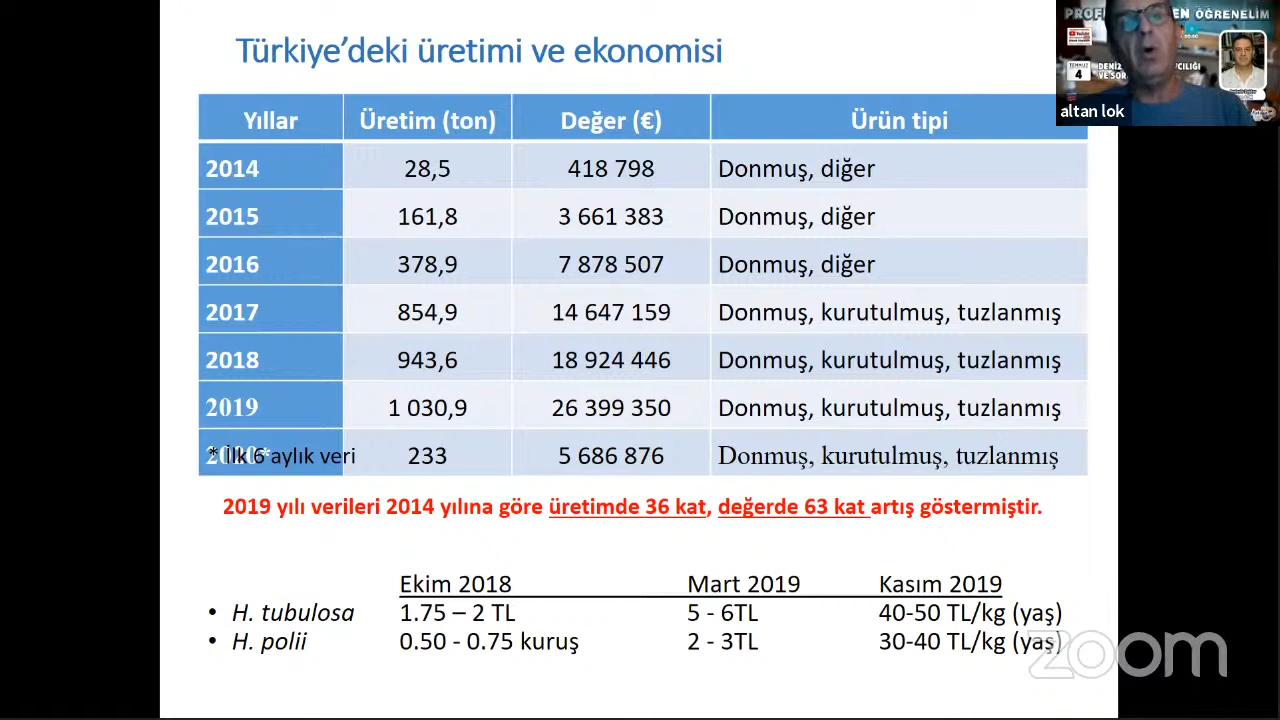 Türkiye’deki üretimi ve ekonomisi
EN ÖĞRENELİM
TEMMUZ
4
altan lok
Yıllar Üretim (ton) Değer (€) Ürün tipi
2014 28,5 418 798 Donmuş, diğer
2015 161,8 3 661 383 Donmuş, diğer
2016 378,9 7 878 507 Donmuş, diğer
2017 854,9 14 647 159 Donmuş, kurutulmuş, tuzlanmış
2018 943,6 18 924 446 Donmuş, kurutulmuş, tuzlanmış
2019 1 030,9 26 399 350 Donmuş, kurutulmuş, tuzlanmış
2020* 233 5 686 876 Donmuş, kurutulmuş, tuzlanmış
* İlk 6 aylık veri
2019 yılı verileri 2014 yılına göre üretimde 36 kat, değerde 63 kat artış göstermiştir.
Ekim 2018 Mart 2019 Kasım 2019
• H. tubulosa 1.75 – 2 TL 5 - 6TL 40-50 TL/kg (yaş)
• H. polii 0.50 - 0.75 kuruş 2 - 3TL 30-40 TL/kg (yaş)
zoom